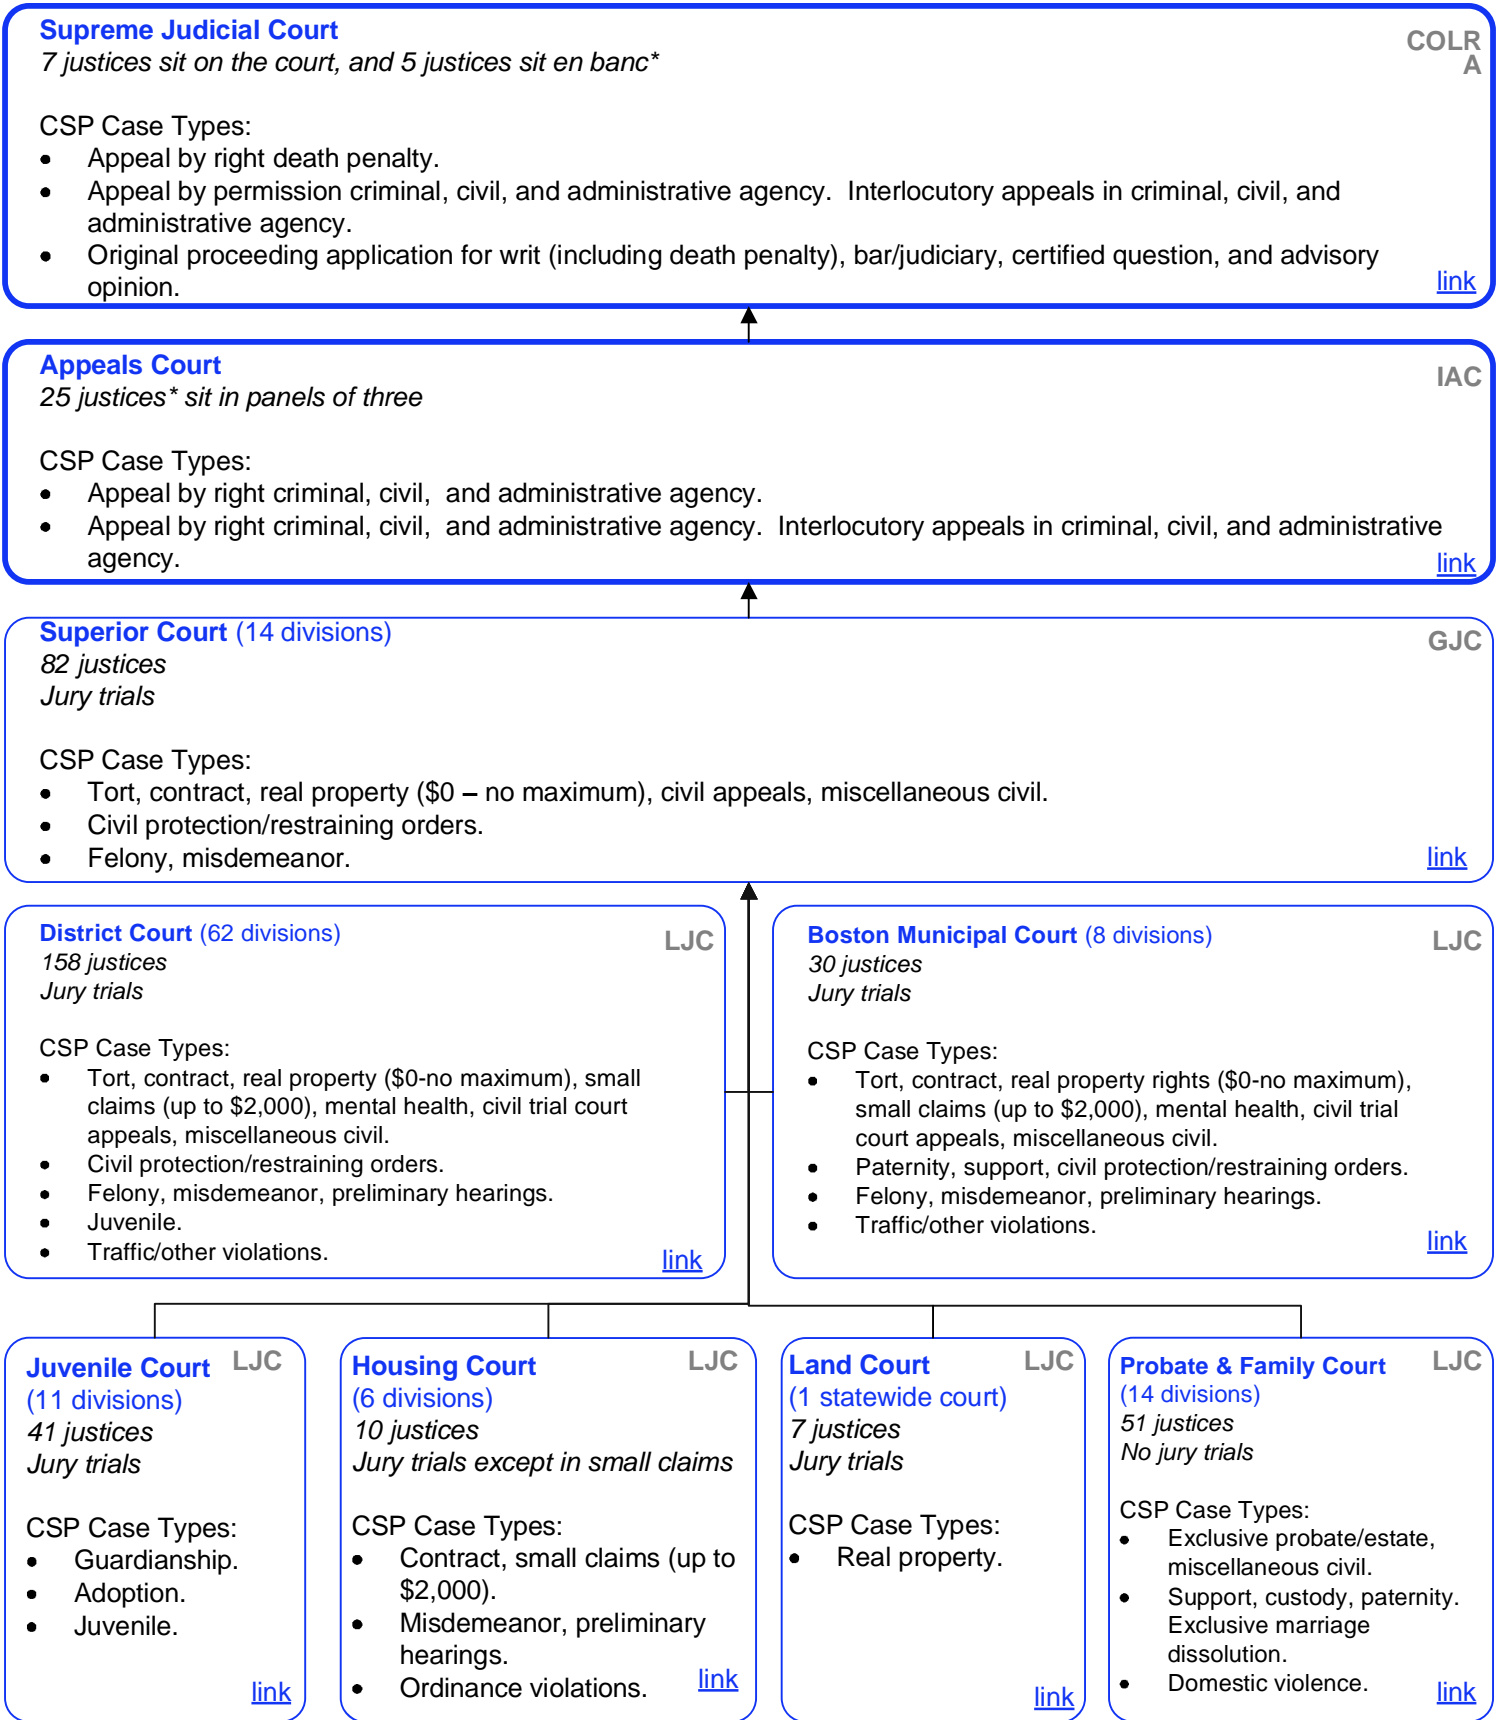 Supreme Judicial Court
7 justices sit on the court, and 5 justices sit en banc*
COLR
A
CSP Case Types:
• Appeal by right death penalty.
• Appeal by permission criminal, civil, and administrative agency.  Interlocutory appeals in criminal, civil, and
administrative agency.
• Original proceeding application for writ (including death penalty), bar/judiciary, certified question, and advisory
opinion.
link
Appeals Court
25 justices* sit in panels of three
IAC
CSP Case Types:
• Appeal by right criminal, civil,  and administrative agency.
• Appeal by right criminal, civil,  and administrative agency.  Interlocutory appeals in criminal, civil, and administrative
agency.
link
Superior Court (14 divisions)
82 justices
Jury trials
GJC
CSP Case Types:
• Tort, contract, real property ($0 – no maximum), civil appeals, miscellaneous civil.
• Civil protection/restraining orders.
• Felony, misdemeanor.
link
District Court (62 divisions)
158 justices
Jury trials
LJC
CSP Case Types:
• Tort, contract, real property ($0-no maximum), small
claims (up to $2,000), mental health, civil trial court
appeals, miscellaneous civil.
• Civil protection/restraining orders.
• Felony, misdemeanor, preliminary hearings.
• Juvenile.
• Traffic/other violations.
link
Boston Municipal Court (8 divisions)
30 justices
Jury trials
LJC
CSP Case Types:
• Tort, contract, real property rights ($0-no maximum),
small claims (up to $2,000), mental health, civil trial
court appeals, miscellaneous civil.
• Paternity, support, civil protection/restraining orders.
• Felony, misdemeanor, preliminary hearings.
• Traffic/other violations.
link
Juvenile Court
LJC
(11 divisions)
41 justices
Jury trials
CSP Case Types:
• Guardianship.
• Adoption.
• Juvenile.
link
Housing Court
LJC
(6 divisions)
10 justices
Jury trials except in small claims
CSP Case Types:
• Contract, small claims (up to
$2,000).
• Misdemeanor, preliminary
hearings.
• Ordinance violations.
link
Land Court
LJC
(1 statewide court)
7 justices
Jury trials
CSP Case Types:
• Real property.
link
Probate & Family Court
LJC
(14 divisions)
51 justices
No jury trials
CSP Case Types:
• Exclusive probate/estate,
miscellaneous civil.
• Support, custody, paternity.
Exclusive marriage
dissolution.
• Domestic violence.
link